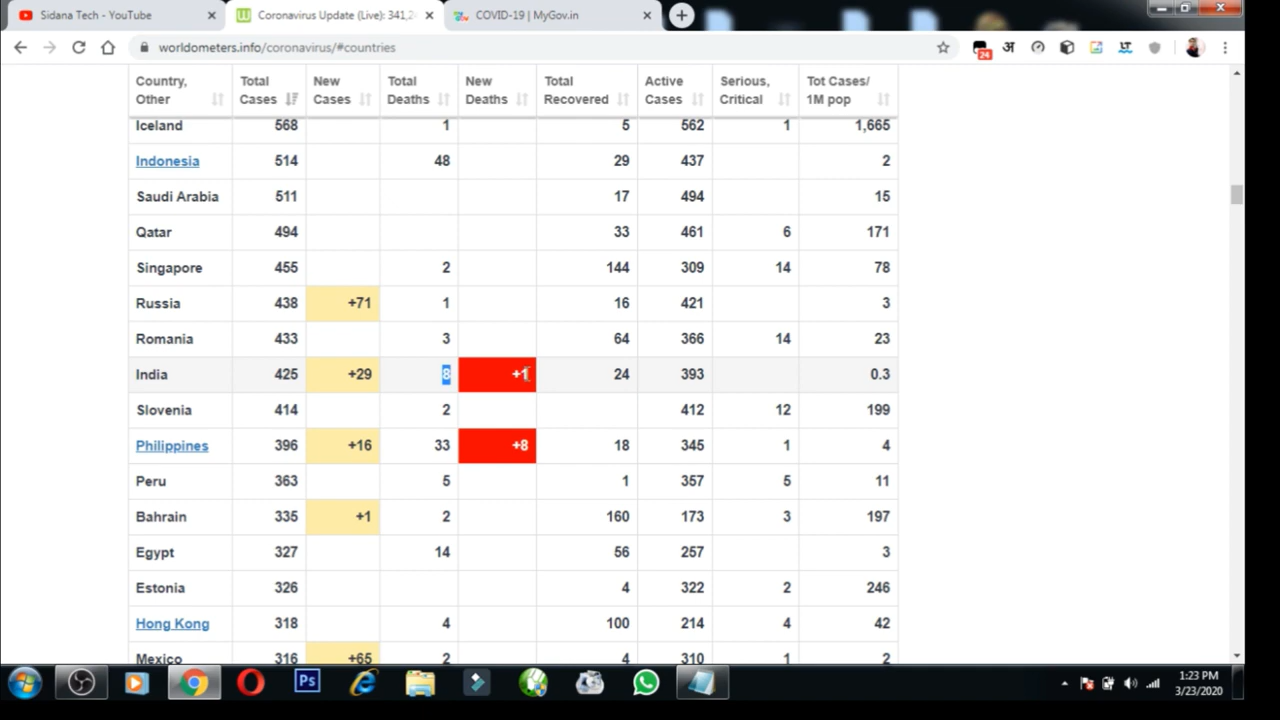 Sidana Tech - YouTube
Coronavirus Update (Live): 341,2
COVID-19 | MyGov.in
worldometers.info/coronavirus/#countries
24
अ
LT
Country, Other Total Cases New Cases Total Deaths New Deaths Total Recovered Active Cases Serious, Critical Tot Cases/ 1M pop
Iceland 568 1 5 562 1 1,665
Indonesia 514 48 29 437 2
Saudi Arabia 511 17 494 15
Qatar 494 33 461 6 171
Singapore 455 2 144 309 14 78
Russia 438 +71 1 16 421 3
Romania 433 3 64 366 14 23
India 425 +29 8 +1 24 393 0.3
Slovenia 414 2 412 12 199
Philippines 396 +16 33 +8 18 345 1 4
Peru 363 5 1 357 5 11
Bahrain 335 +1 2 160 173 3 197
Egypt 327 14 56 257 3
Estonia 326 4 322 2 246
Hong Kong 318 4 100 214 4 42
Mexico 316 +65 2 4 310 1 2
Ps
1:23 PM
3/23/2020